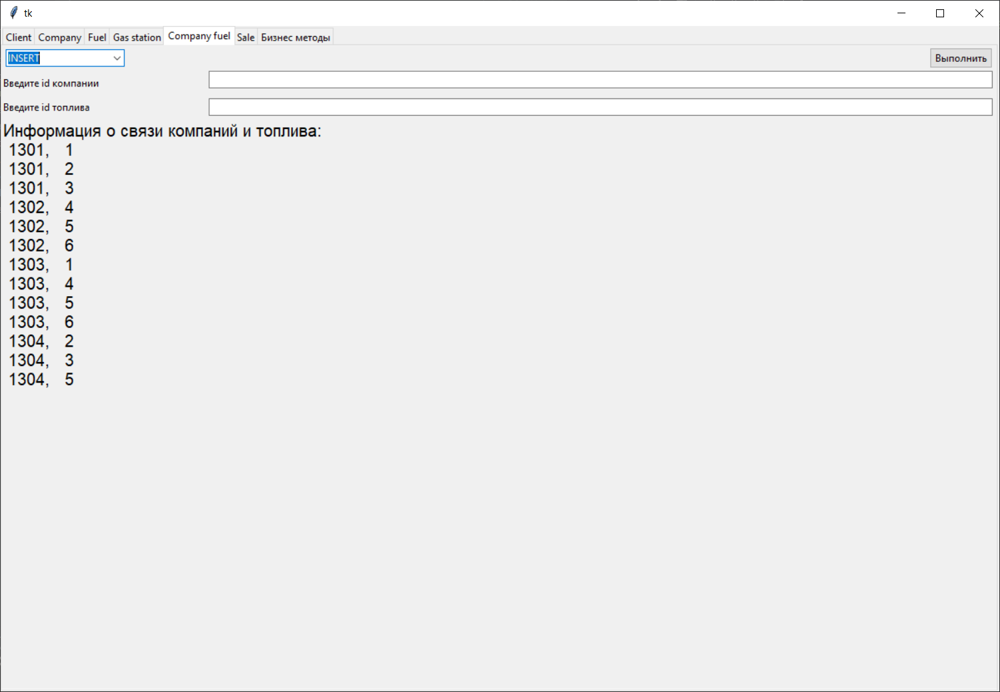 tk
Client Company Fuel Gas station Company fuel Sale Бизнес методы
INSERT Выполнить
Введите id компании
Введите id топлива
Информация о связи компаний и топлива:
1301, 1
1301, 2
1301, 3
1302, 4
1302, 5
1302, 6
1303, 1
1303, 4
1303, 5
1303, 6
1304, 2
1304, 3
1304, 5